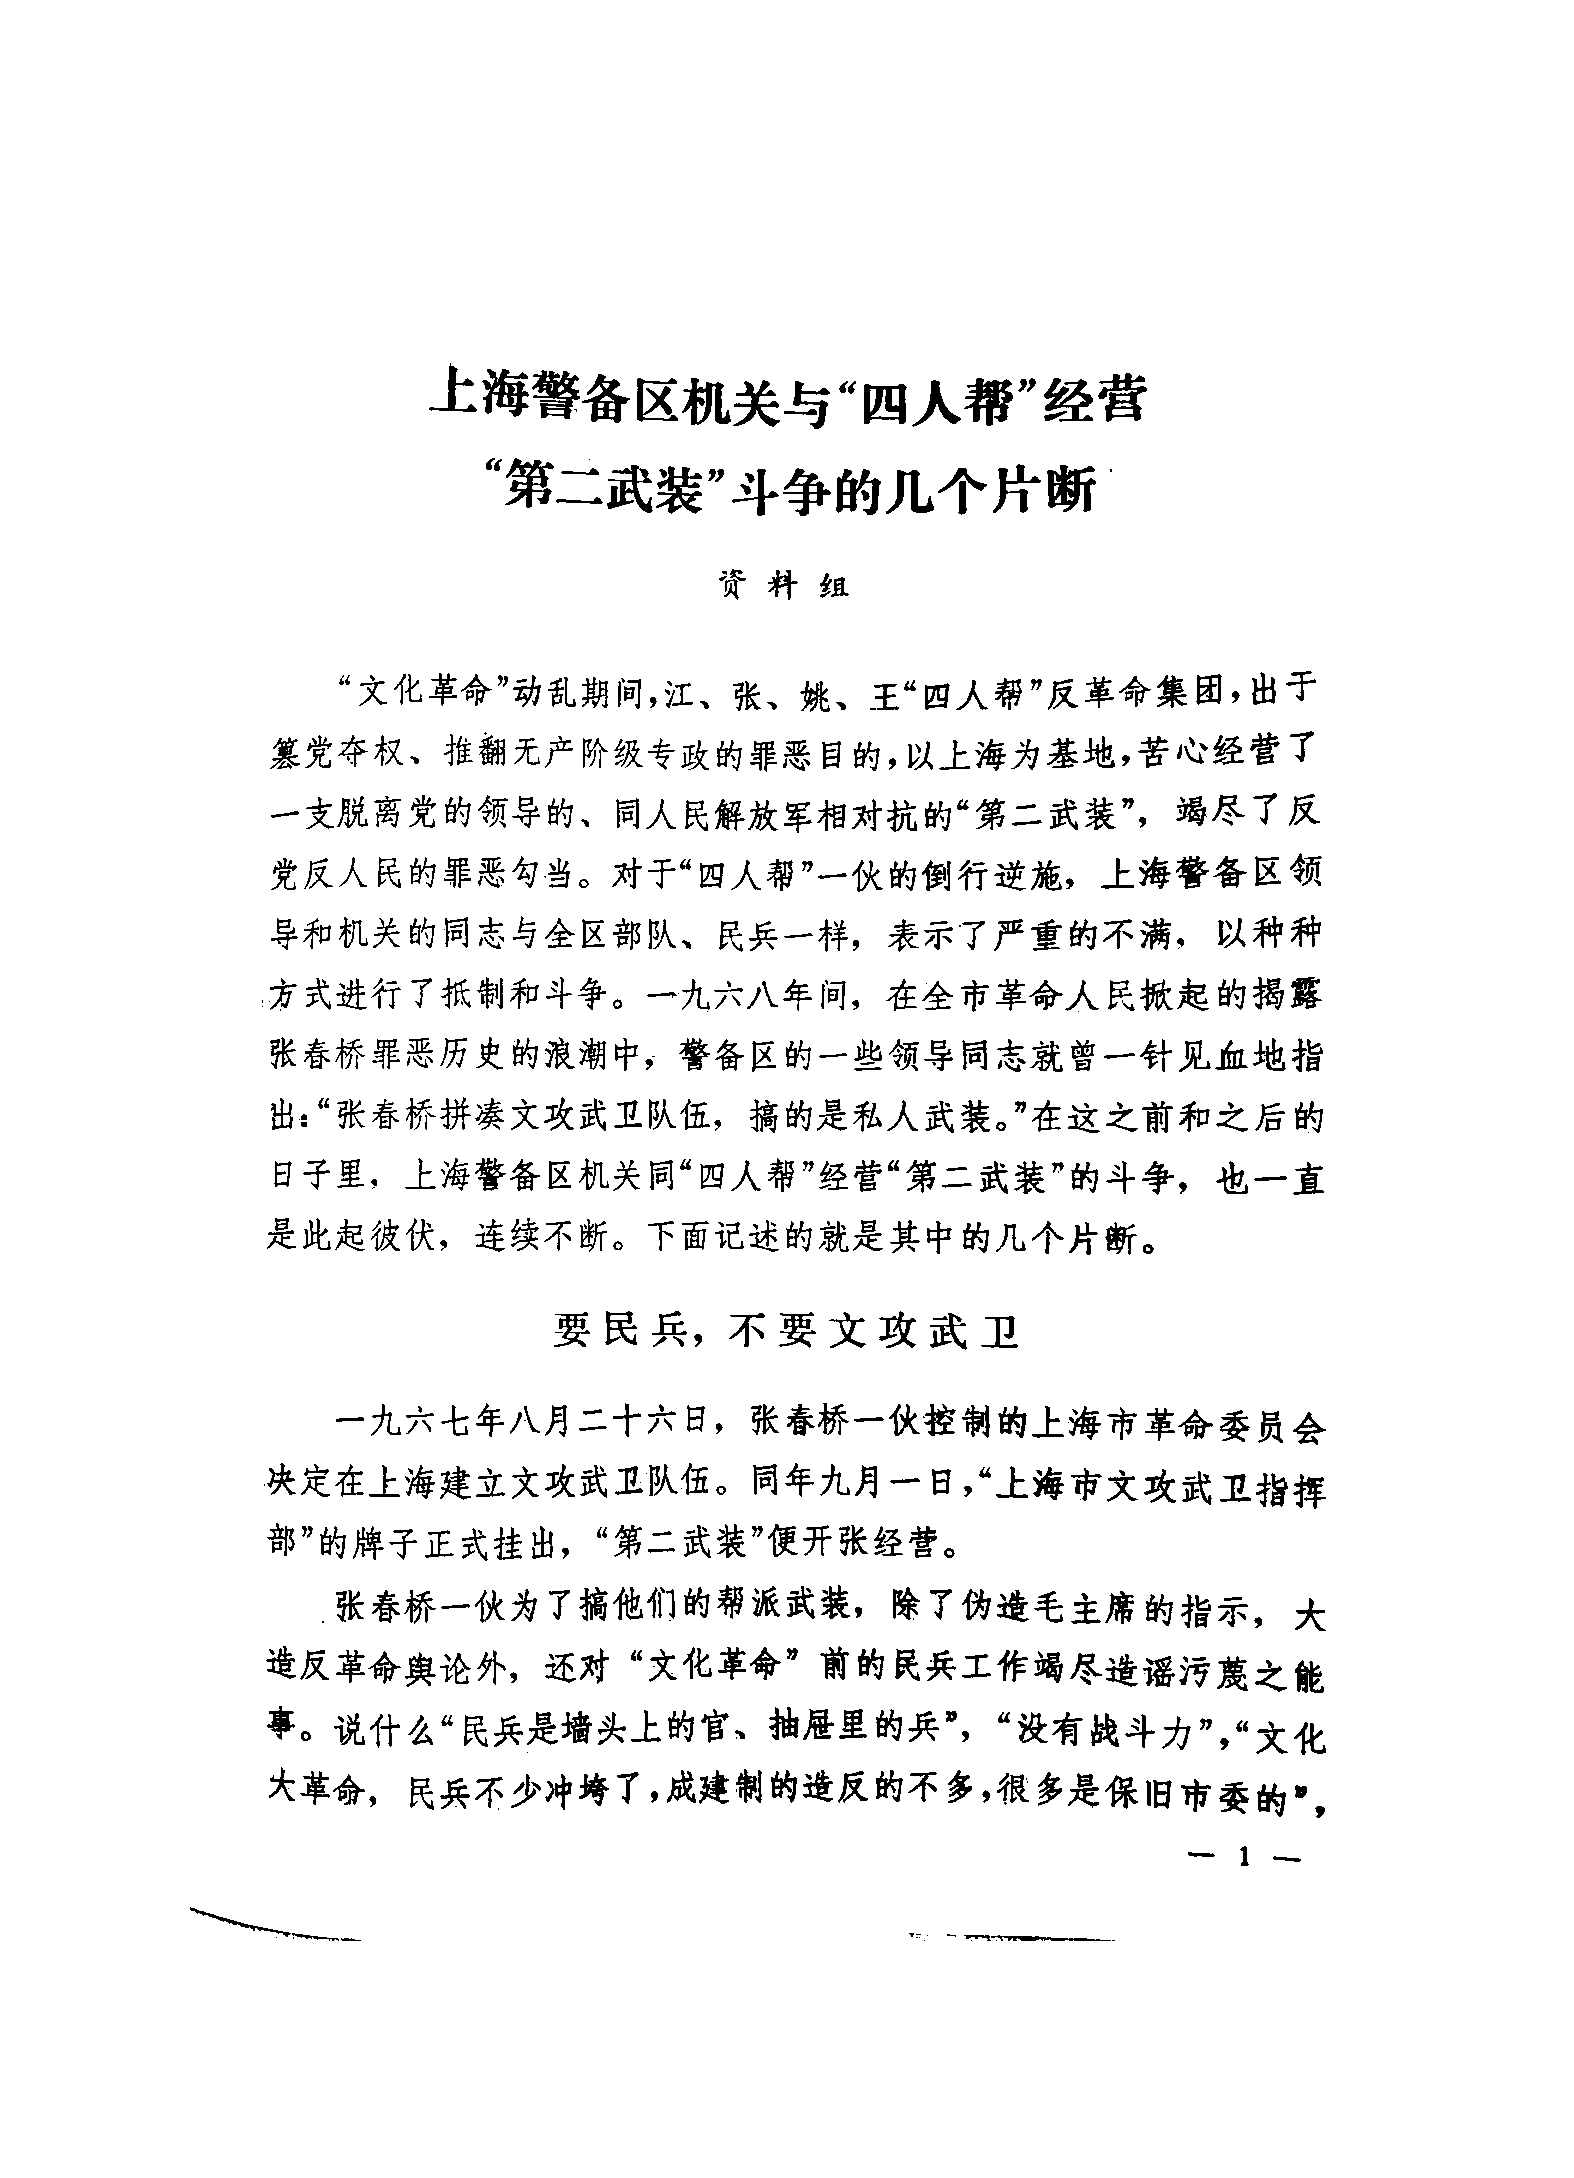 上海警备区机关与“四人帮”经营
“第二武装”斗争的几个片断
资料组
“文化革命”动乱期间，江、张、姚、王“四人帮”反革命集团，出于
篡党夺权、推翻无产阶级专政的罪恶目的，以上海为基地，苦心经营了
一支脱离党的领导的、同人民解放军相对抗的“第二武装”，竭尽了反
党反人民的罪恶勾当。对于“四人帮”一伙的倒行逆施，上海警备区领
导和机关的同志与全区部队、民兵一样，表示了严重的不满，以种种
方式进行了抵制和斗争。一九六八年间，在全市革命人民掀起的揭露
张春桥罪恶历史的浪潮中，警备区的一些领导同志就曾一针见血地指
出：“张春桥拼凑文攻武卫队伍，搞的是私人武装。”在这之前和之后的
日子里，上海警备区机关同“四人帮”经营“第二武装”的斗争，也一直
是此起彼伏，连续不断。下面记述的就是其中的几个片断。
要民兵，不要文攻武卫
一九六七年八月二十六日，张春桥一伙控制的上海市革命委员会
决定在上海建立文攻武卫队伍。同年九月一日，“上海市文攻武卫指挥
部”的牌子正式挂出，“第二武装”便开张经营。
张春桥一伙为了搞他们的帮派武装，除了伪造毛主席的指示，大
造反革命舆论外，还对“文化革命”前的民兵工作竭尽造谣污蔑之能
事。说什么“民兵是墙头上的官、抽屉里的兵”，“没有战斗力”，“文化
大革命，民兵不少冲垮了，成建制的造反的不多，很多是保旧市委的”，
— 1 —